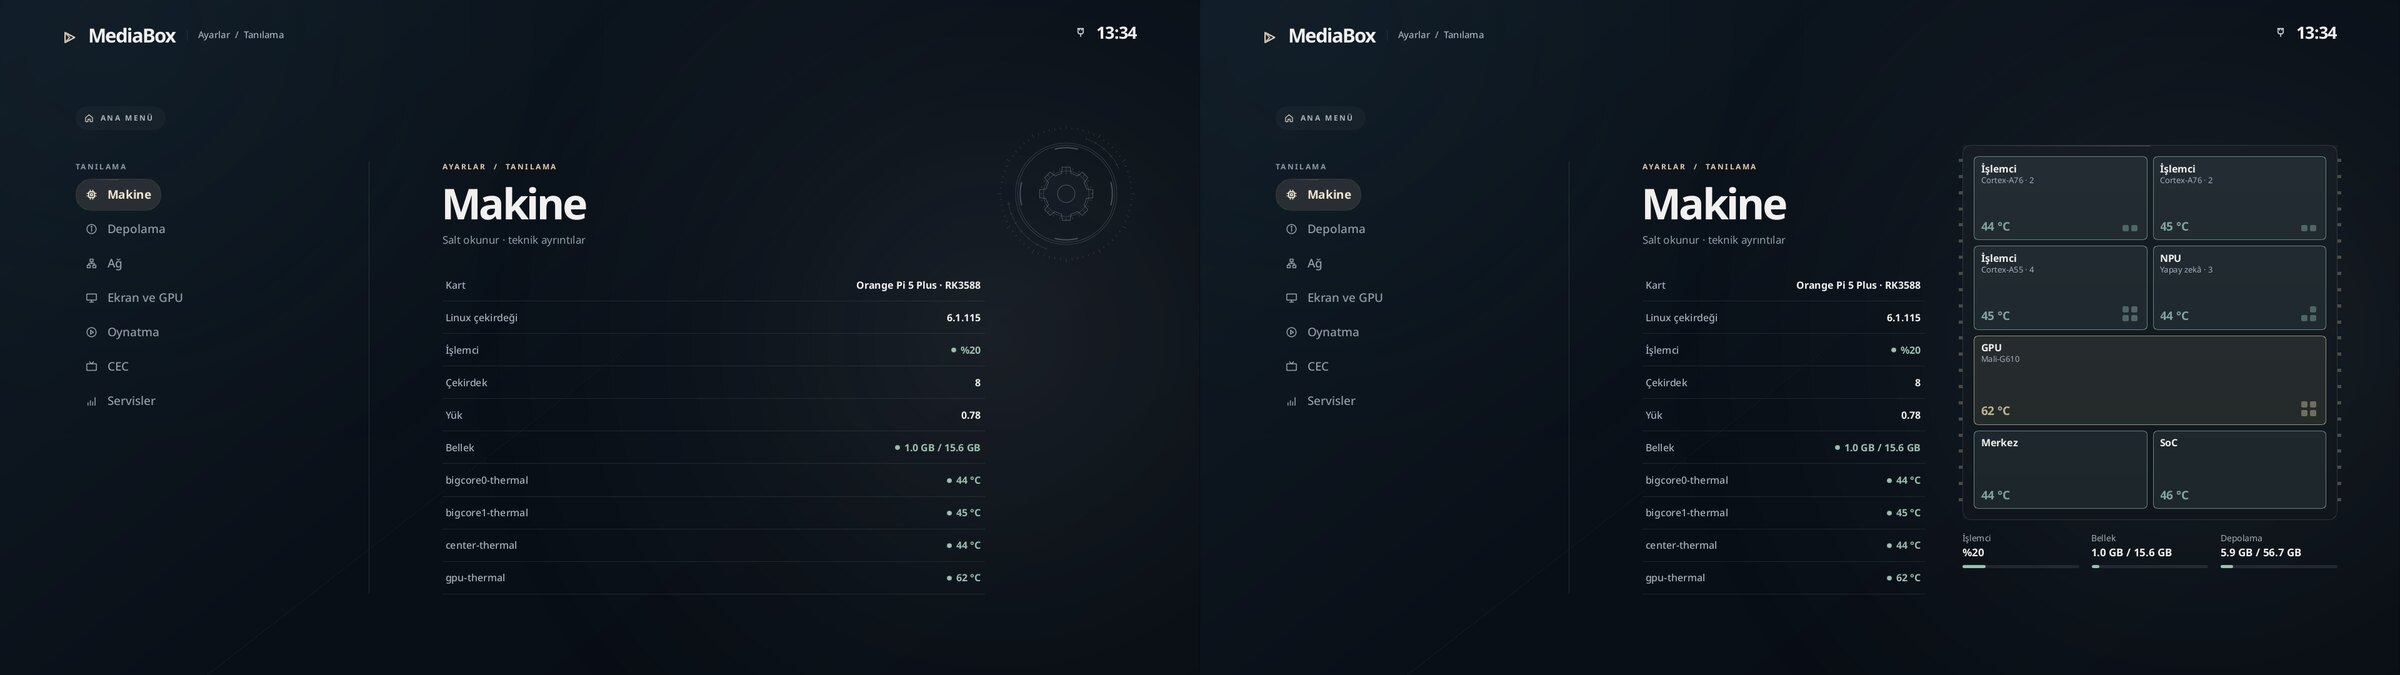 MediaBox
Ayarlar / Tanılama
13:34
ANA MENÜ
TANILAMA
Makine
Depolama
Ağ
Ekran ve GPU
Oynatma
CEC
Servisler
AYARLAR / TANILAMA
Makine
Salt okunur · teknik ayrıntılar
Kart Orange Pi 5 Plus · RK3588
Linux çekirdeği 6.1.115
İşlemci %20
Çekirdek 8
Yük 0.78
Bellek 1.0 GB / 15.6 GB
bigcore0-thermal 44 °C
bigcore1-thermal 45 °C
center-thermal 44 °C
gpu-thermal 62 °C
MediaBox
Ayarlar / Tanılama
13:34
ANA MENÜ
TANILAMA
Makine
Depolama
Ağ
Ekran ve GPU
Oynatma
CEC
Servisler
AYARLAR / TANILAMA
Makine
Salt okunur · teknik ayrıntılar
Kart Orange Pi 5 Plus · RK3588
Linux çekirdeği 6.1.115
İşlemci %20
Çekirdek 8
Yük 0.78
Bellek 1.0 GB / 15.6 GB
bigcore0-thermal 44 °C
bigcore1-thermal 45 °C
center-thermal 44 °C
gpu-thermal 62 °C
İşlemci
Cortex-A76 · 2
44 °C
İşlemci
Cortex-A76 · 2
45 °C
İşlemci
Cortex-A55 · 4
45 °C
NPU
Yapay zekâ · 3
44 °C
GPU
Mali-G610
62 °C
Merkez
44 °C
SoC
46 °C
İşlemci
%20
Bellek
1.0 GB / 15.6 GB
Depolama
5.9 GB / 56.7 GB